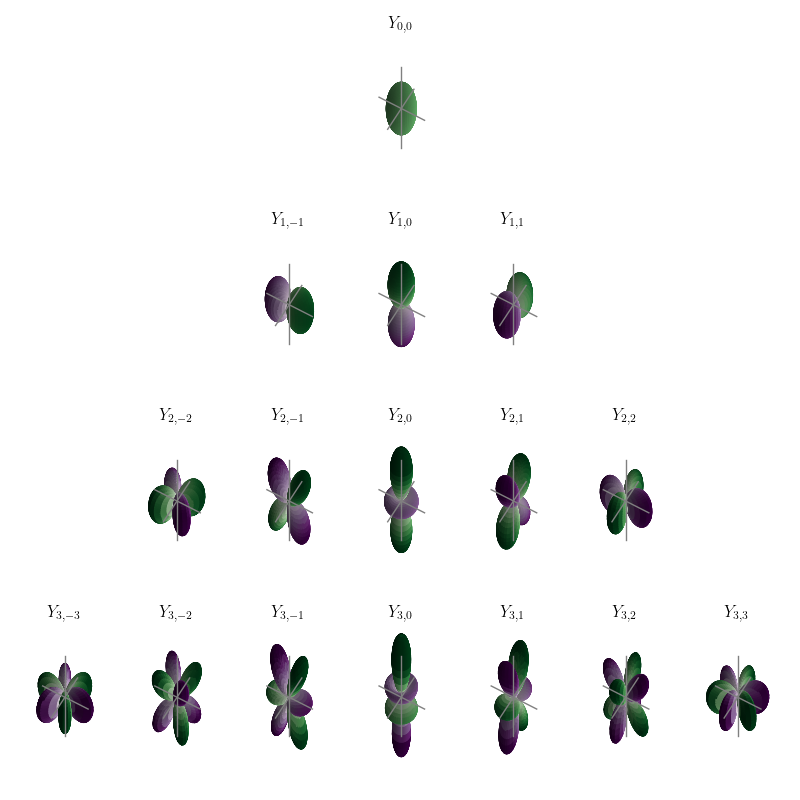 Y_{0,0}
Y_{1,-1} Y_{1,0} Y_{1,1}
Y_{2,-2} Y_{2,-1} Y_{2,0} Y_{2,1} Y_{2,2}
Y_{3,-3} Y_{3,-2} Y_{3,-1} Y_{3,0} Y_{3,1} Y_{3,2} Y_{3,3}